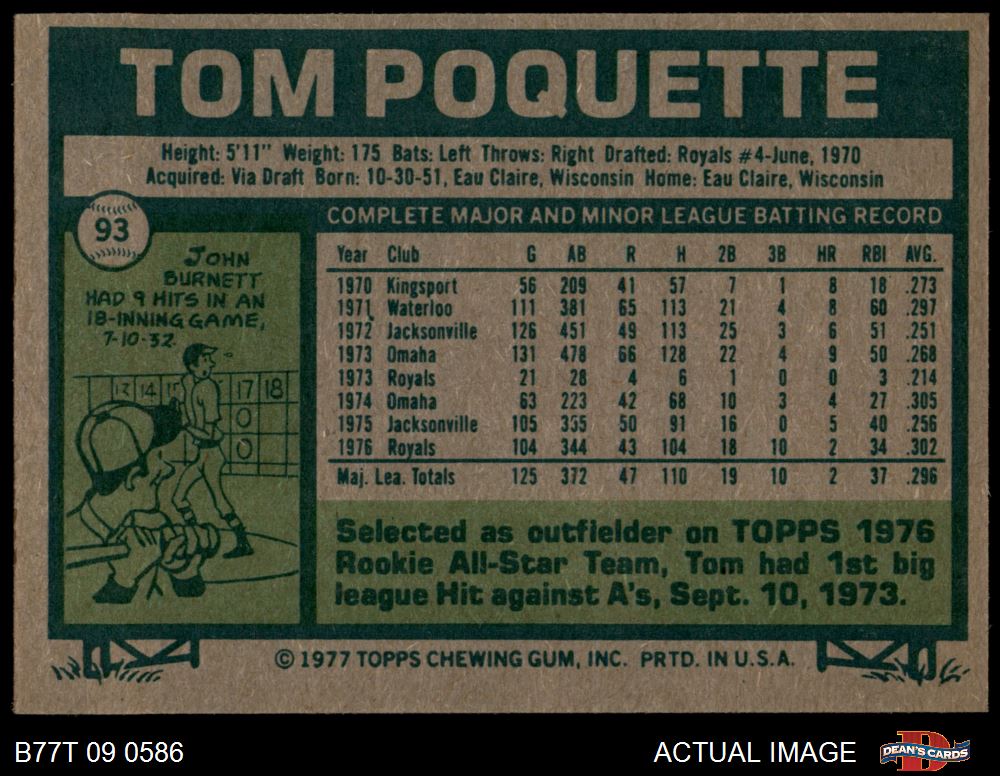 TOM POQUETTE
Height: 5'11" Weight: 175 Bats: Left Throws: Right Drafted: Royals #4-June, 1970
Acquired: Via Draft Born: 10-30-51, Eau Claire, Wisconsin Home: Eau Claire, Wisconsin
93
JOHN
BURNETT
HAD 9 HITS IN AN
18-INNING GAME,
7-10-32.
13 14 15 17 18
0
0
COMPLETE MAJOR AND MINOR LEAGUE BATTING RECORD
Year Club G AB R H 2B 3B HR RBI AVG.
1970 Kingsport 56 209 41 57 7 1 8 18 .273
1971 Waterloo 111 381 65 113 21 4 8 60 .297
1972 Jacksonville 126 451 49 113 25 3 6 51 .251
1973 Omaha 131 478 66 128 22 4 9 50 .268
1973 Royals 21 28 4 6 1 0 0 3 .214
1974 Omaha 63 223 42 68 10 3 4 27 .305
1975 Jacksonville 105 355 50 91 16 0 5 40 .256
1976 Royals 104 344 43 104 18 10 2 34 .302
Maj. Lea. Totals 125 372 47 110 19 10 2 37 .296
Selected as outfielder on TOPPS 1976
Rookie All-Star Team, Tom had 1st big
league Hit against A's, Sept. 10, 1973.
© 1977 TOPPS CHEWING GUM, INC. PRTD. IN U.S.A.
B77T 09 0586
ACTUAL IMAGE
D
DEAN'S CARDS